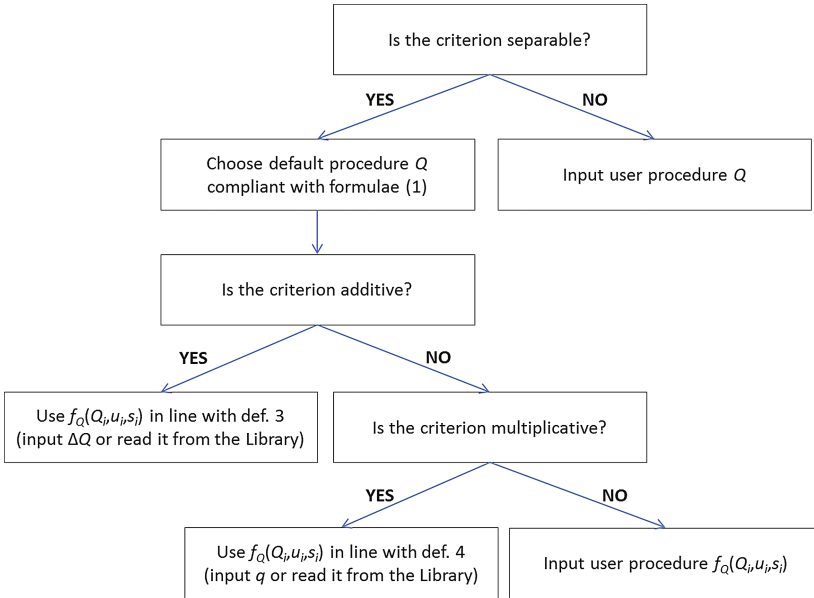 Is the criterion separable?
YES
NO
Choose default procedure Q
compliant with formulae (1)
Input user procedure Q
Is the criterion additive?
YES
NO
Use fQ(Qi,ui,si) in line with def. 3
(input ΔQ or read it from the Library)
Is the criterion multiplicative?
YES
NO
Use fQ(Qi,ui,si) in line with def. 4
(input q or read it from the Library)
Input user procedure fQ(Qi,ui,si)